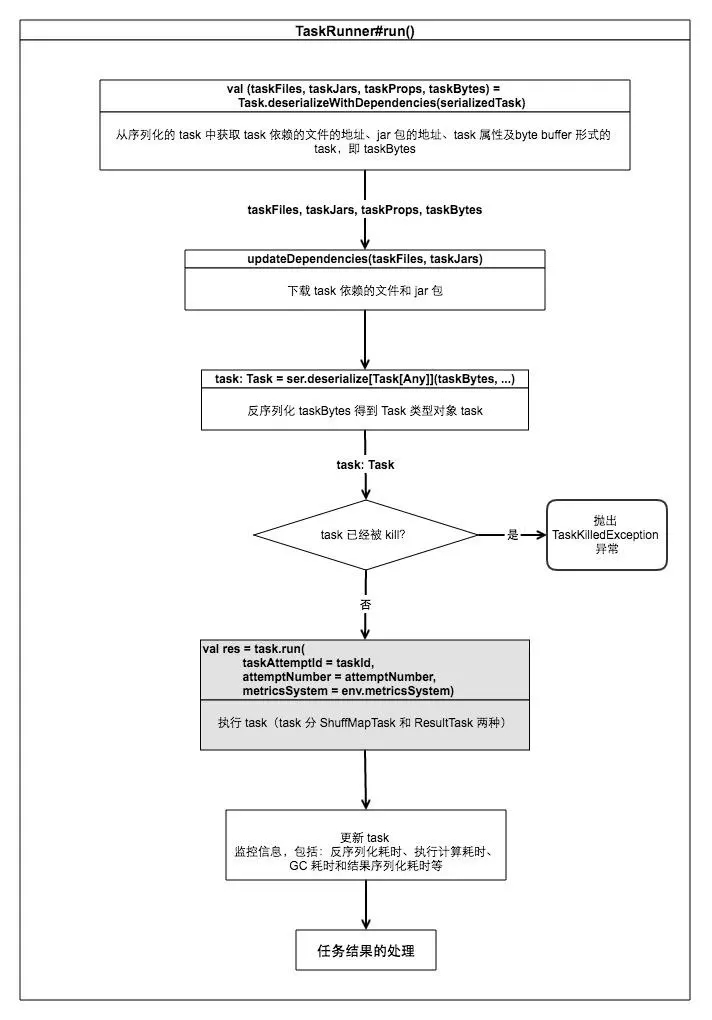 TaskRunner#run()
val (taskFiles, taskJars, taskProps, taskBytes) =
Task.deserializeWithDependencies(serializedTask)
从序列化的 task 中获取 task 依赖的文件的地址、jar 包的地址、task 属性及byte buffer 形式的
task，即 taskBytes
taskFiles, taskJars, taskProps, taskBytes
updateDependencies(taskFiles, taskJars)
下载 task 依赖的文件和 jar 包
task: Task = ser.deserialize[Task[Any]](taskBytes, ...)
反序列化 taskBytes 得到 Task 类型对象 task
task: Task
task 已经被 kill?
是
抛出
TaskKilledException
异常
否
val res = task.run(
taskAttemptId = taskId,
attemptNumber = attemptNumber,
metricsSystem = env.metricsSystem)
执行 task（task 分 ShuffMapTask 和 ResultTask 两种）
更新 task
监控信息，包括：反序列化耗时、执行计算耗时、
GC 耗时和结果序列化耗时等
任务结果的处理